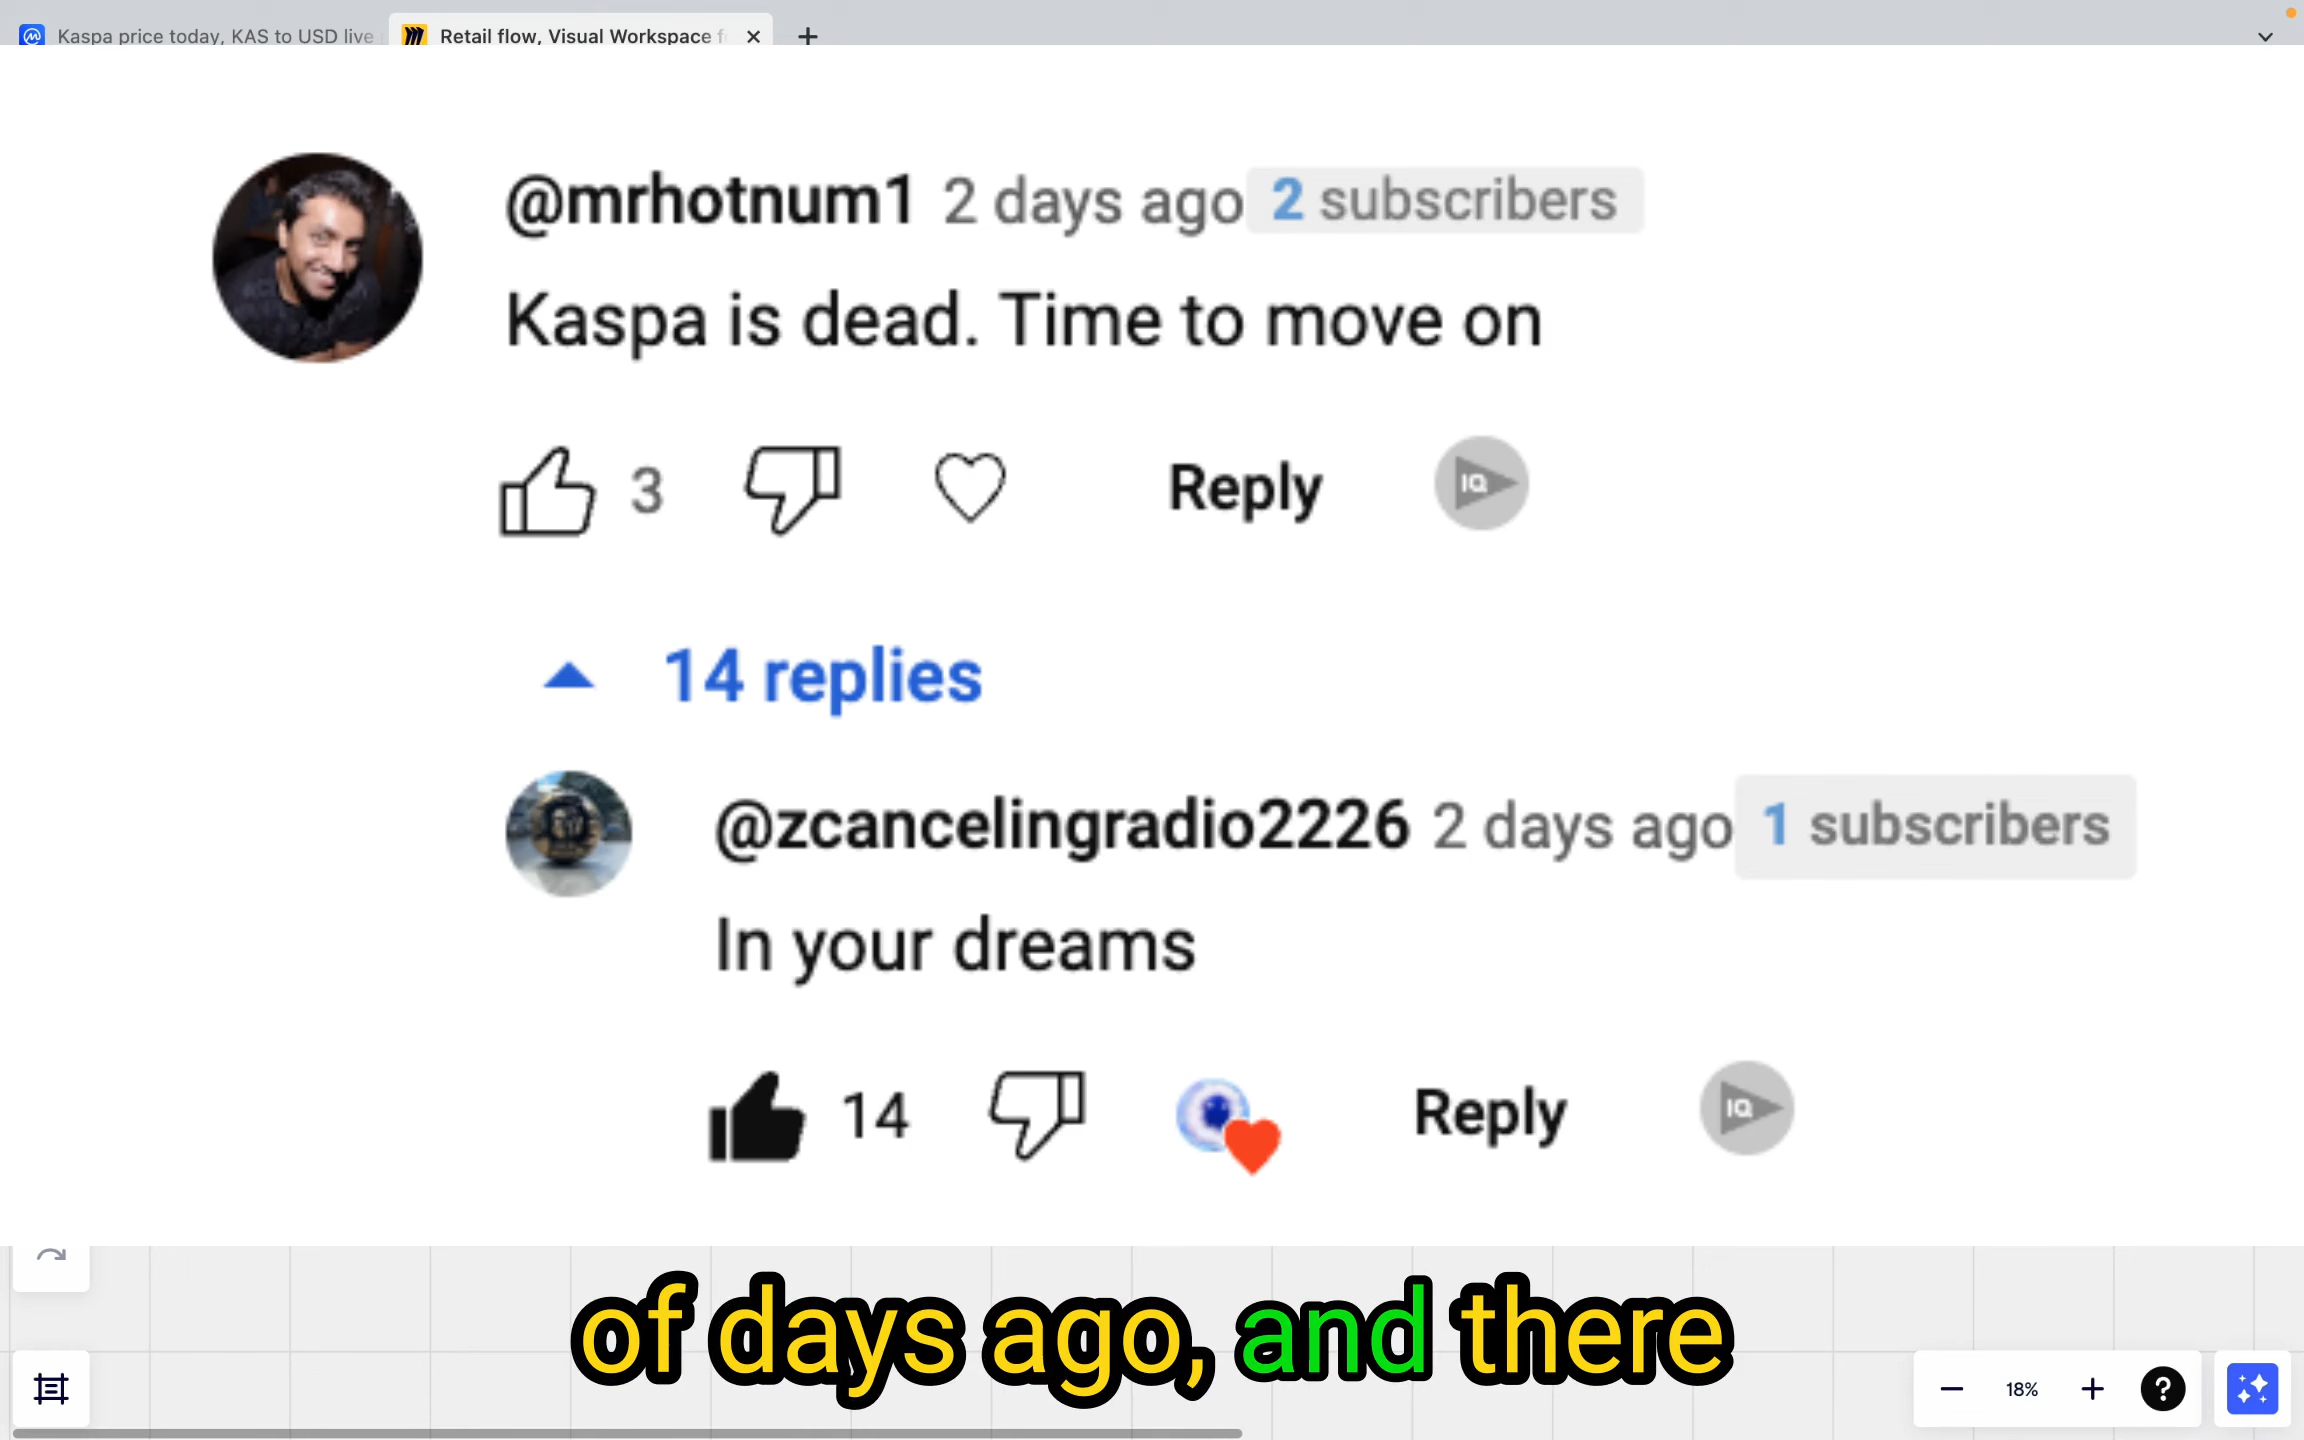 Kaspa price today, KAS to USD live
Retail flow, Visual Workspace f
@mrhotnum1 2 days ago 2 subscribers
Kaspa is dead. Time to move on
3 Reply IQ
14 replies
@zcancelingradio2226 2 days ago 1 subscribers
In your dreams
14 Reply IQ
of days ago, and there
18% ?